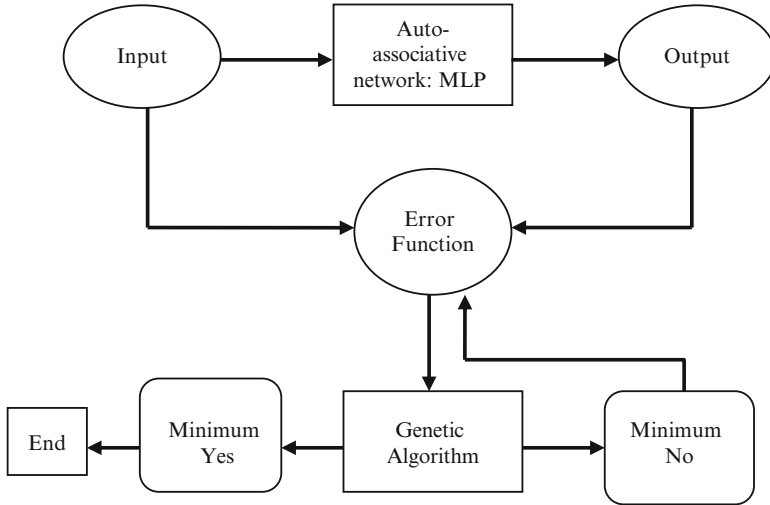 Input
Auto-
associative
network: MLP
Output
Error
Function
End
Minimum
Yes
Genetic
Algorithm
Minimum
No